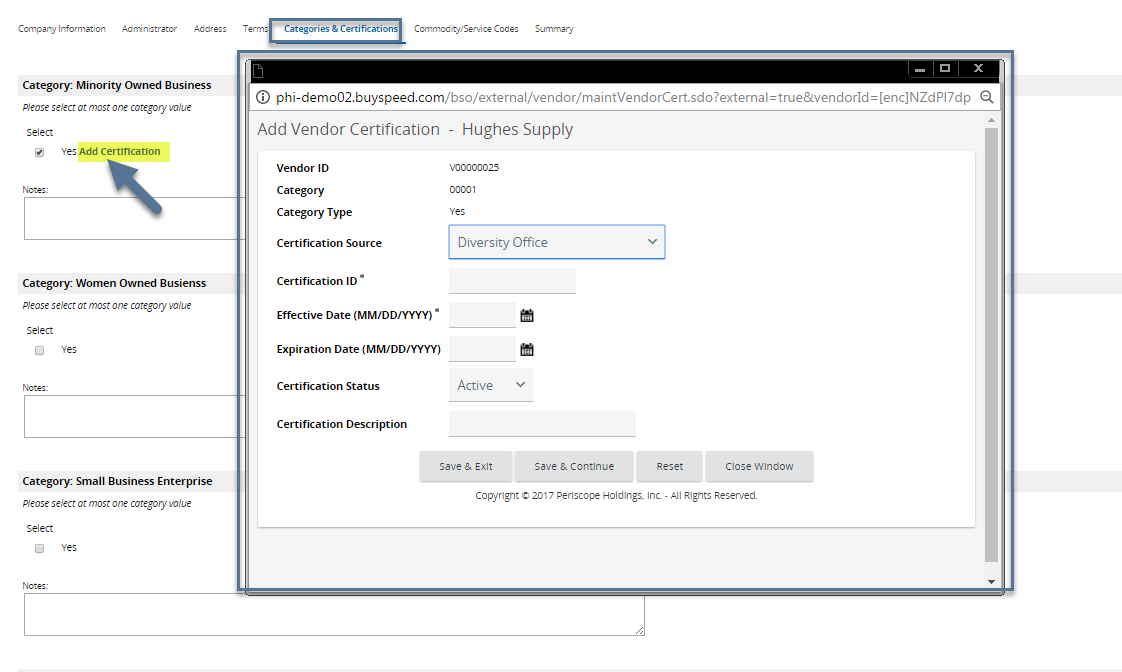 Company Information Administrator Address Terms Categories & Certifications Commodity/Service Codes Summary
Category: Minority Owned Business
Please select at most one category value
Select
Yes Add Certification
Notes:
Category: Women Owned Busienss
Please select at most one category value
Select
Yes
Notes:
Category: Small Business Enterprise
Please select at most one category value
Select
Yes
Notes:
phi-demo02.buyspeed.com/bso/external/vendor/maintVendorCert.sdo?external=true&vendorId=[enc]NZdPl7dp
Add Vendor Certification - Hughes Supply
Vendor ID V00000025
Category 00001
Category Type Yes
Certification Source Diversity Office
Certification ID*
Effective Date (MM/DD/YYYY)*
Expiration Date (MM/DD/YYYY)
Certification Status Active
Certification Description
Save & Exit Save & Continue Reset Close Window
Copyright © 2017 Periscope Holdings, Inc. - All Rights Reserved.